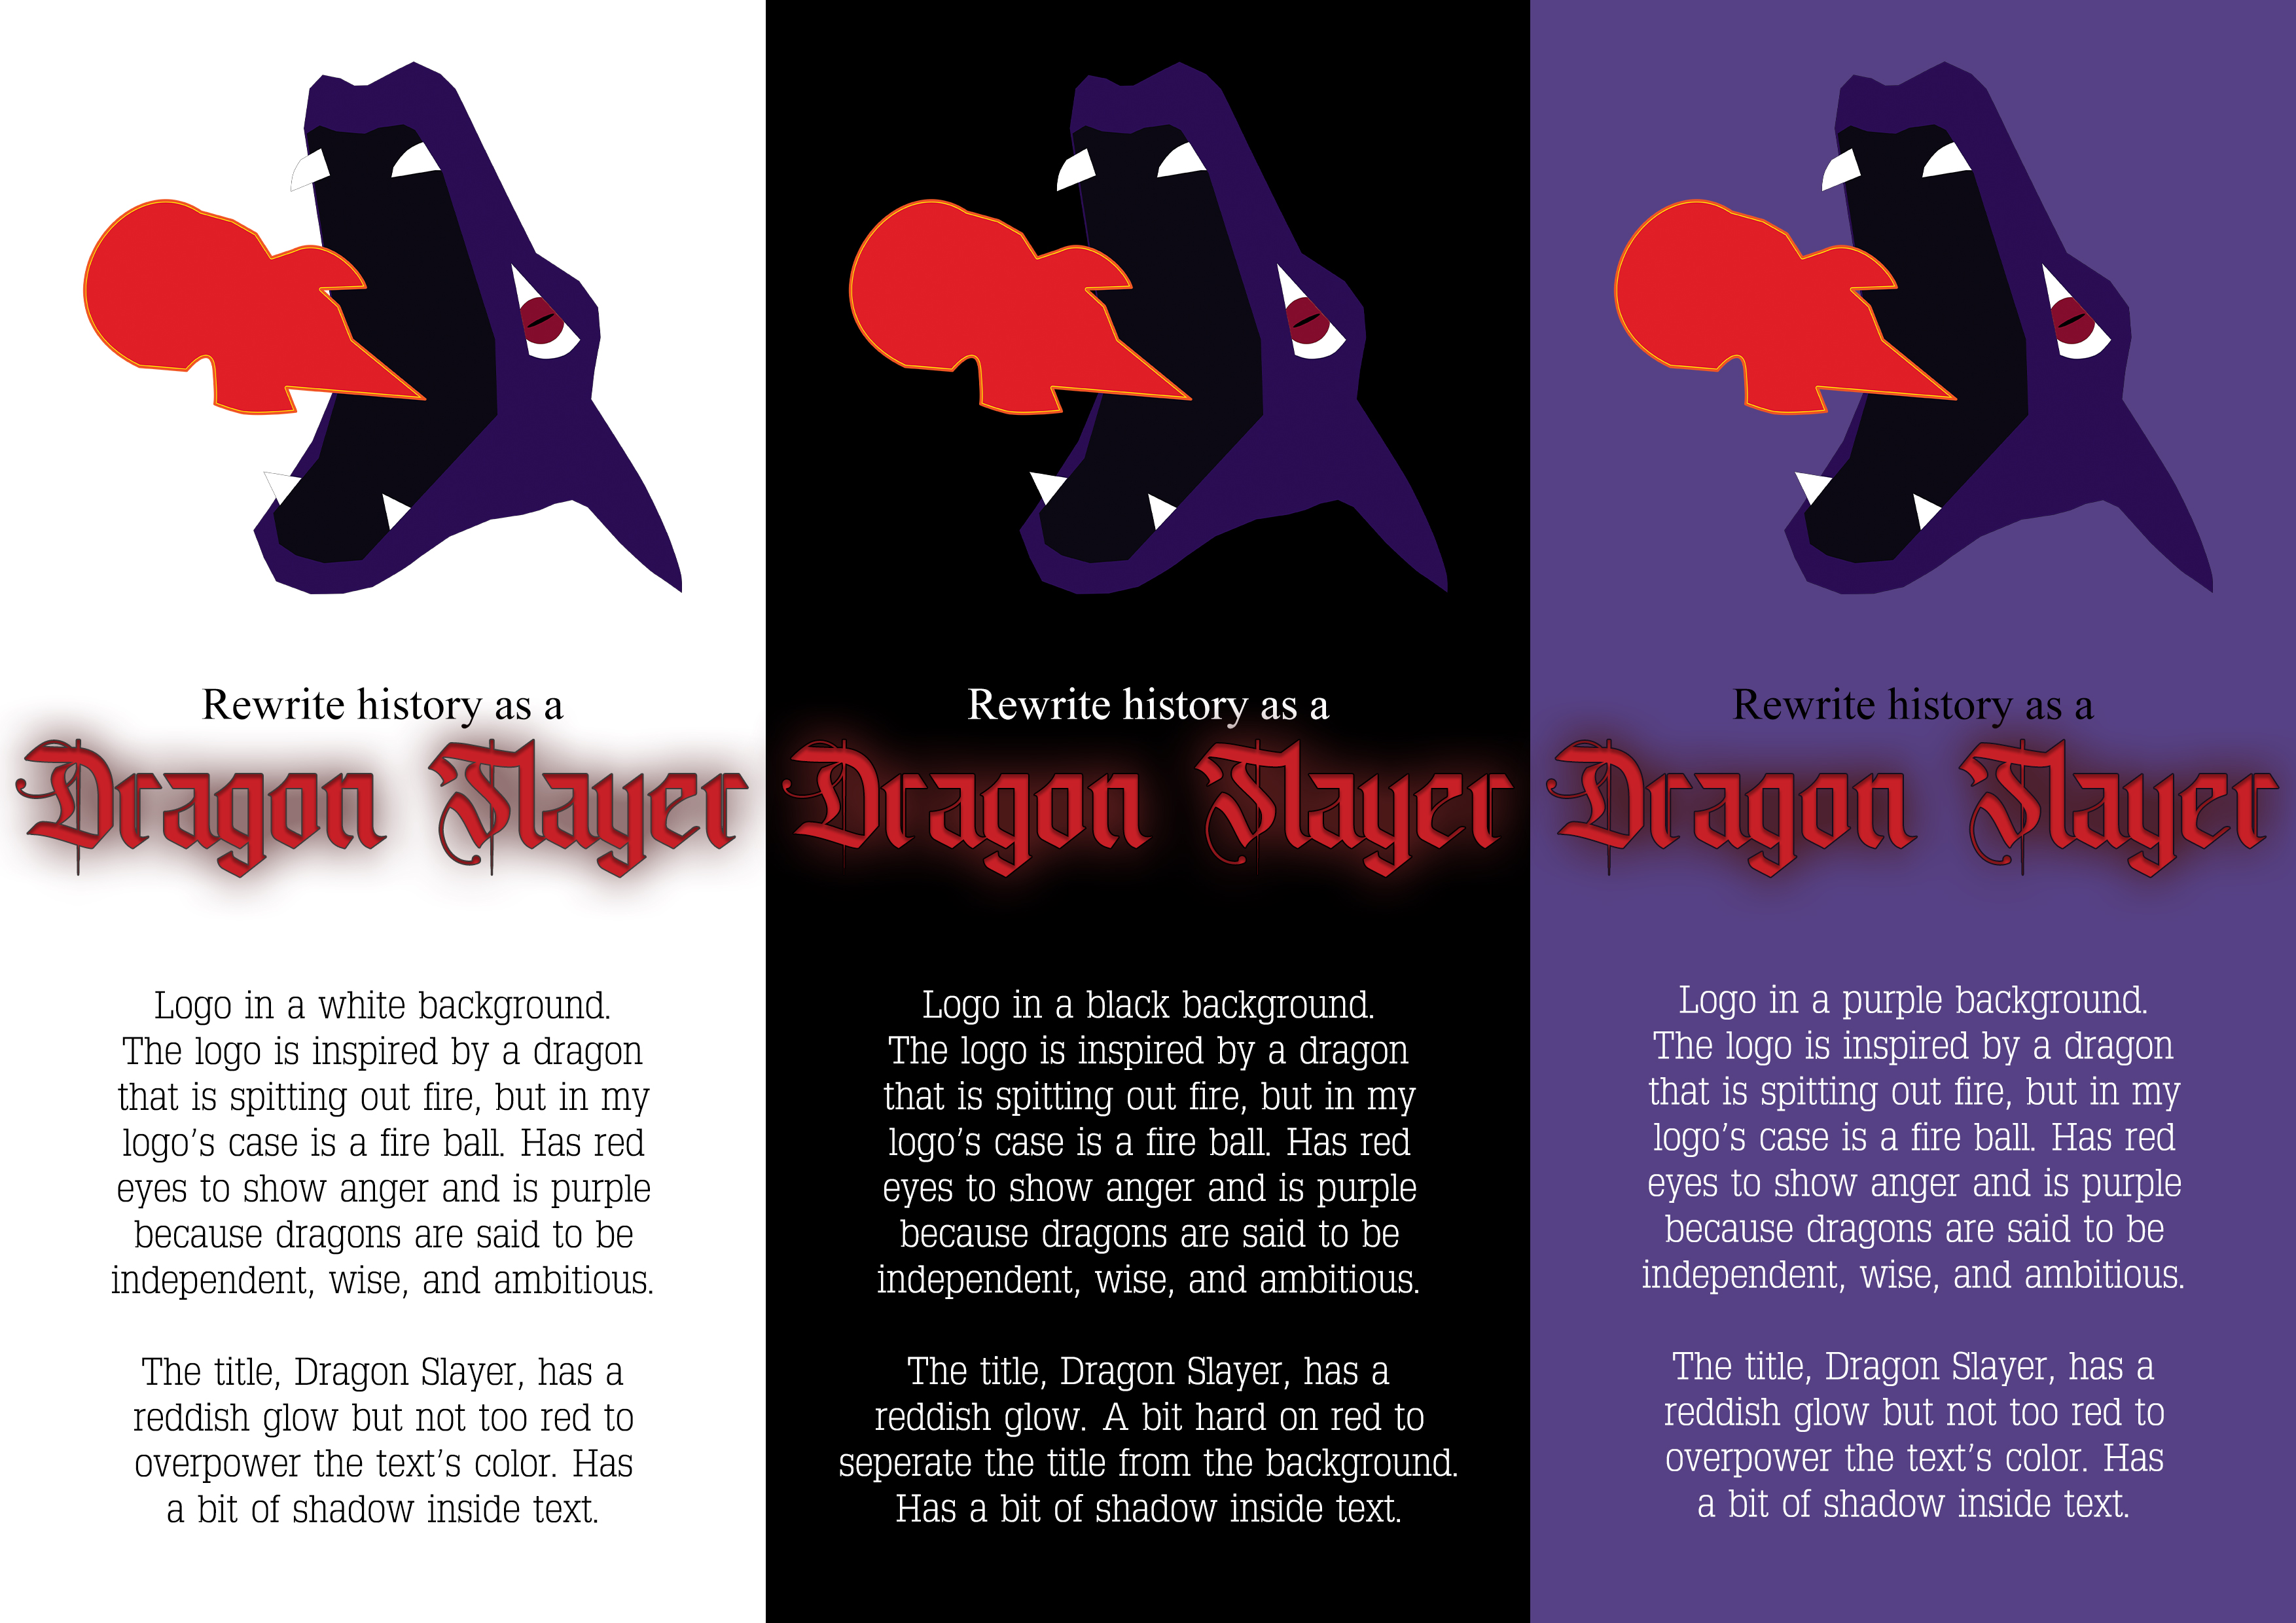 Rewrite history as a
Dragon Slayer
Logo in a white background.
The logo is inspired by a dragon
that is spitting out fire, but in my
logo’s case is a fire ball. Has red
eyes to show anger and is purple
because dragons are said to be
independent, wise, and ambitious.
The title, Dragon Slayer, has a
reddish glow but not too red to
overpower the text’s color. Has
a bit of shadow inside text.
Rewrite history as a
Dragon Slayer
Logo in a black background.
The logo is inspired by a dragon
that is spitting out fire, but in my
logo’s case is a fire ball. Has red
eyes to show anger and is purple
because dragons are said to be
independent, wise, and ambitious.
The title, Dragon Slayer, has a
reddish glow. A bit hard on red to
seperate the title from the background.
Has a bit of shadow inside text.
Rewrite history as a
Dragon Slayer
Logo in a purple background.
The logo is inspired by a dragon
that is spitting out fire, but in my
logo’s case is a fire ball. Has red
eyes to show anger and is purple
because dragons are said to be
independent, wise, and ambitious.
The title, Dragon Slayer, has a
reddish glow but not too red to
overpower the text’s color. Has
a bit of shadow inside text.